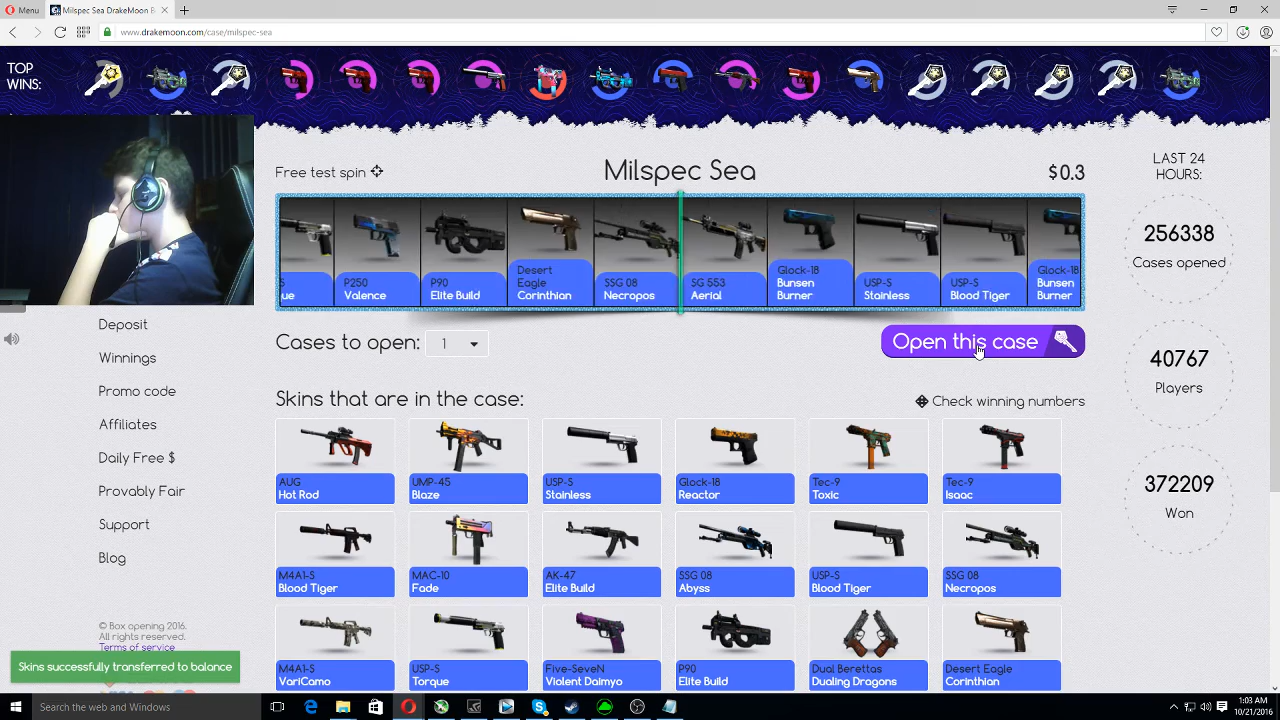 Menu
Milspec Sea DrakeMoon B
www.drakemoon.com/case/milspec-sea
TOP
WINS:
Free test spin
Milspec Sea
$0.3
ue
P250
Valence
P90
Elite Build
Desert
Eagle
Corinthian
SSG 08
Necropos
SG 553
Aerial
Glock-18
Bunsen
Burner
USP-S
Stainless
USP-S
Blood Tiger
Glock-18
Bunsen
Burner
LAST 24
HOURS:
256338
Cases opened
40767
Players
372209
Won
Cases to open:
1
Open this case
Deposit
Winnings
Promo code
Affiliates
Daily Free $
Provably Fair
Support
Blog
Skins that are in the case:
Check winning numbers
AUG
Hot Rod
UMP-45
Blaze
USP-S
Stainless
Glock-18
Reactor
Tec-9
Toxic
Tec-9
Isaac
M4A1-S
Blood Tiger
MAC-10
Fade
AK-47
Elite Build
SSG 08
Abyss
USP-S
Blood Tiger
SSG 08
Necropos
M4A1-S
VariCamo
USP-S
Torque
Five-SeveN
Violent Daimyo
P90
Elite Build
Dual Berettas
Dualing Dragons
Desert Eagle
Corinthian
© Box opening 2016.
All rights reserved.
Terms of service
Skins successfully transferred to balance
Search the web and Windows
1:03 AM
10/21/2016